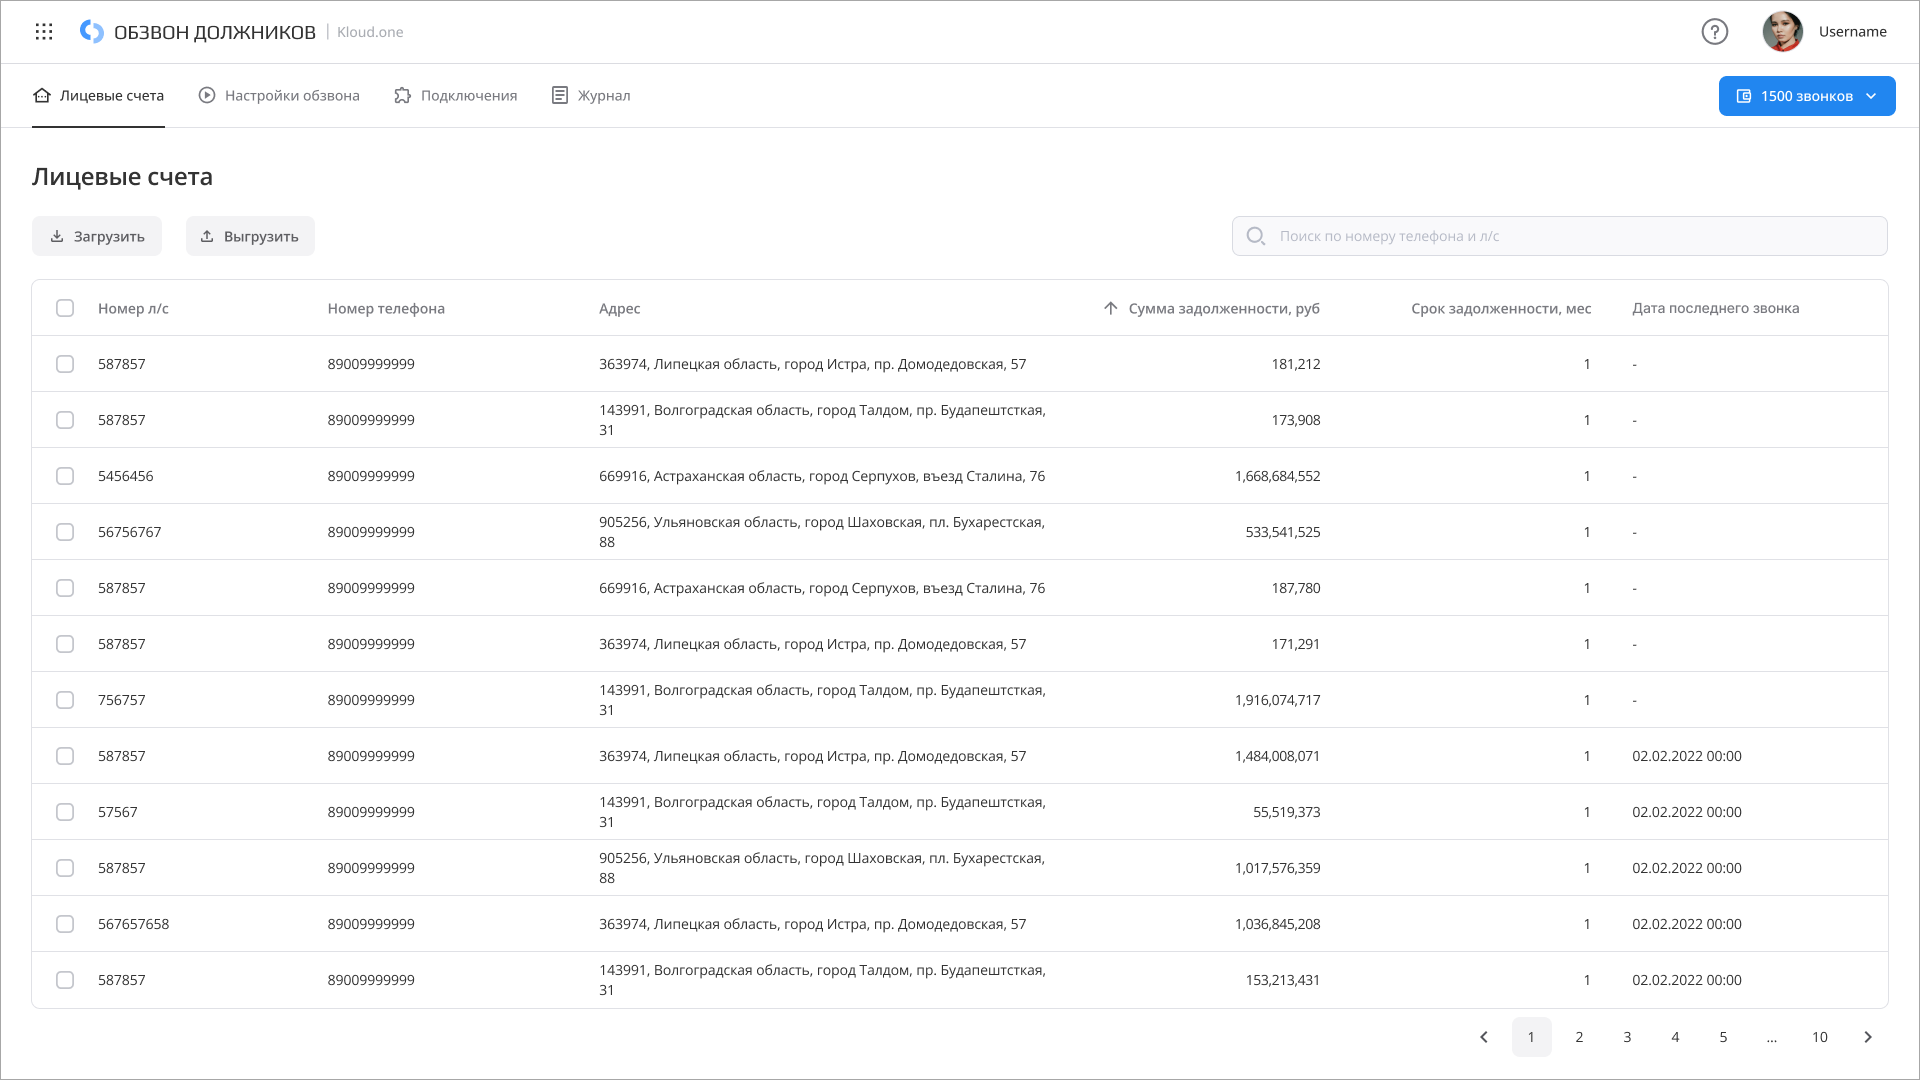 ОБЗВОН ДОЛЖНИКОВ | Kloud.one
? Username
Лицевые счета Настройки обзвона Подключения Журнал 1500 звонков
Лицевые счета
Загрузить Выгрузить Поиск по номеру телефона и л/с
Номер л/с Номер телефона Адрес Сумма задолженности, руб Срок задолженности, мес Дата последнего звонка
587857 89009999999 363974, Липецкая область, город Истра, пр. Домодедовская, 57 181,212 1 -
587857 89009999999 143991, Волгоградская область, город Талдом, пр. Будапештсткая, 173,908 1 -
31
5456456 89009999999 669916, Астраханская область, город Серпухов, въезд Сталина, 76 1,668,684,552 1 -
56756767 89009999999 905256, Ульяновская область, город Шаховская, пл. Бухарестская, 533,541,525 1 -
88
587857 89009999999 669916, Астраханская область, город Серпухов, въезд Сталина, 76 187,780 1 -
587857 89009999999 363974, Липецкая область, город Истра, пр. Домодедовская, 57 171,291 1 -
756757 89009999999 143991, Волгоградская область, город Талдом, пр. Будапештсткая, 1,916,074,717 1 -
31
587857 89009999999 363974, Липецкая область, город Истра, пр. Домодедовская, 57 1,484,008,071 1 02.02.2022 00:00
57567 89009999999 143991, Волгоградская область, город Талдом, пр. Будапештсткая, 55,519,373 1 02.02.2022 00:00
31
587857 89009999999 905256, Ульяновская область, город Шаховская, пл. Бухарестская, 1,017,576,359 1 02.02.2022 00:00
88
567657658 89009999999 363974, Липецкая область, город Истра, пр. Домодедовская, 57 1,036,845,208 1 02.02.2022 00:00
587857 89009999999 143991, Волгоградская область, город Талдом, пр. Будапештсткая, 153,213,431 1 02.02.2022 00:00
31
1 2 3 4 5 ... 10